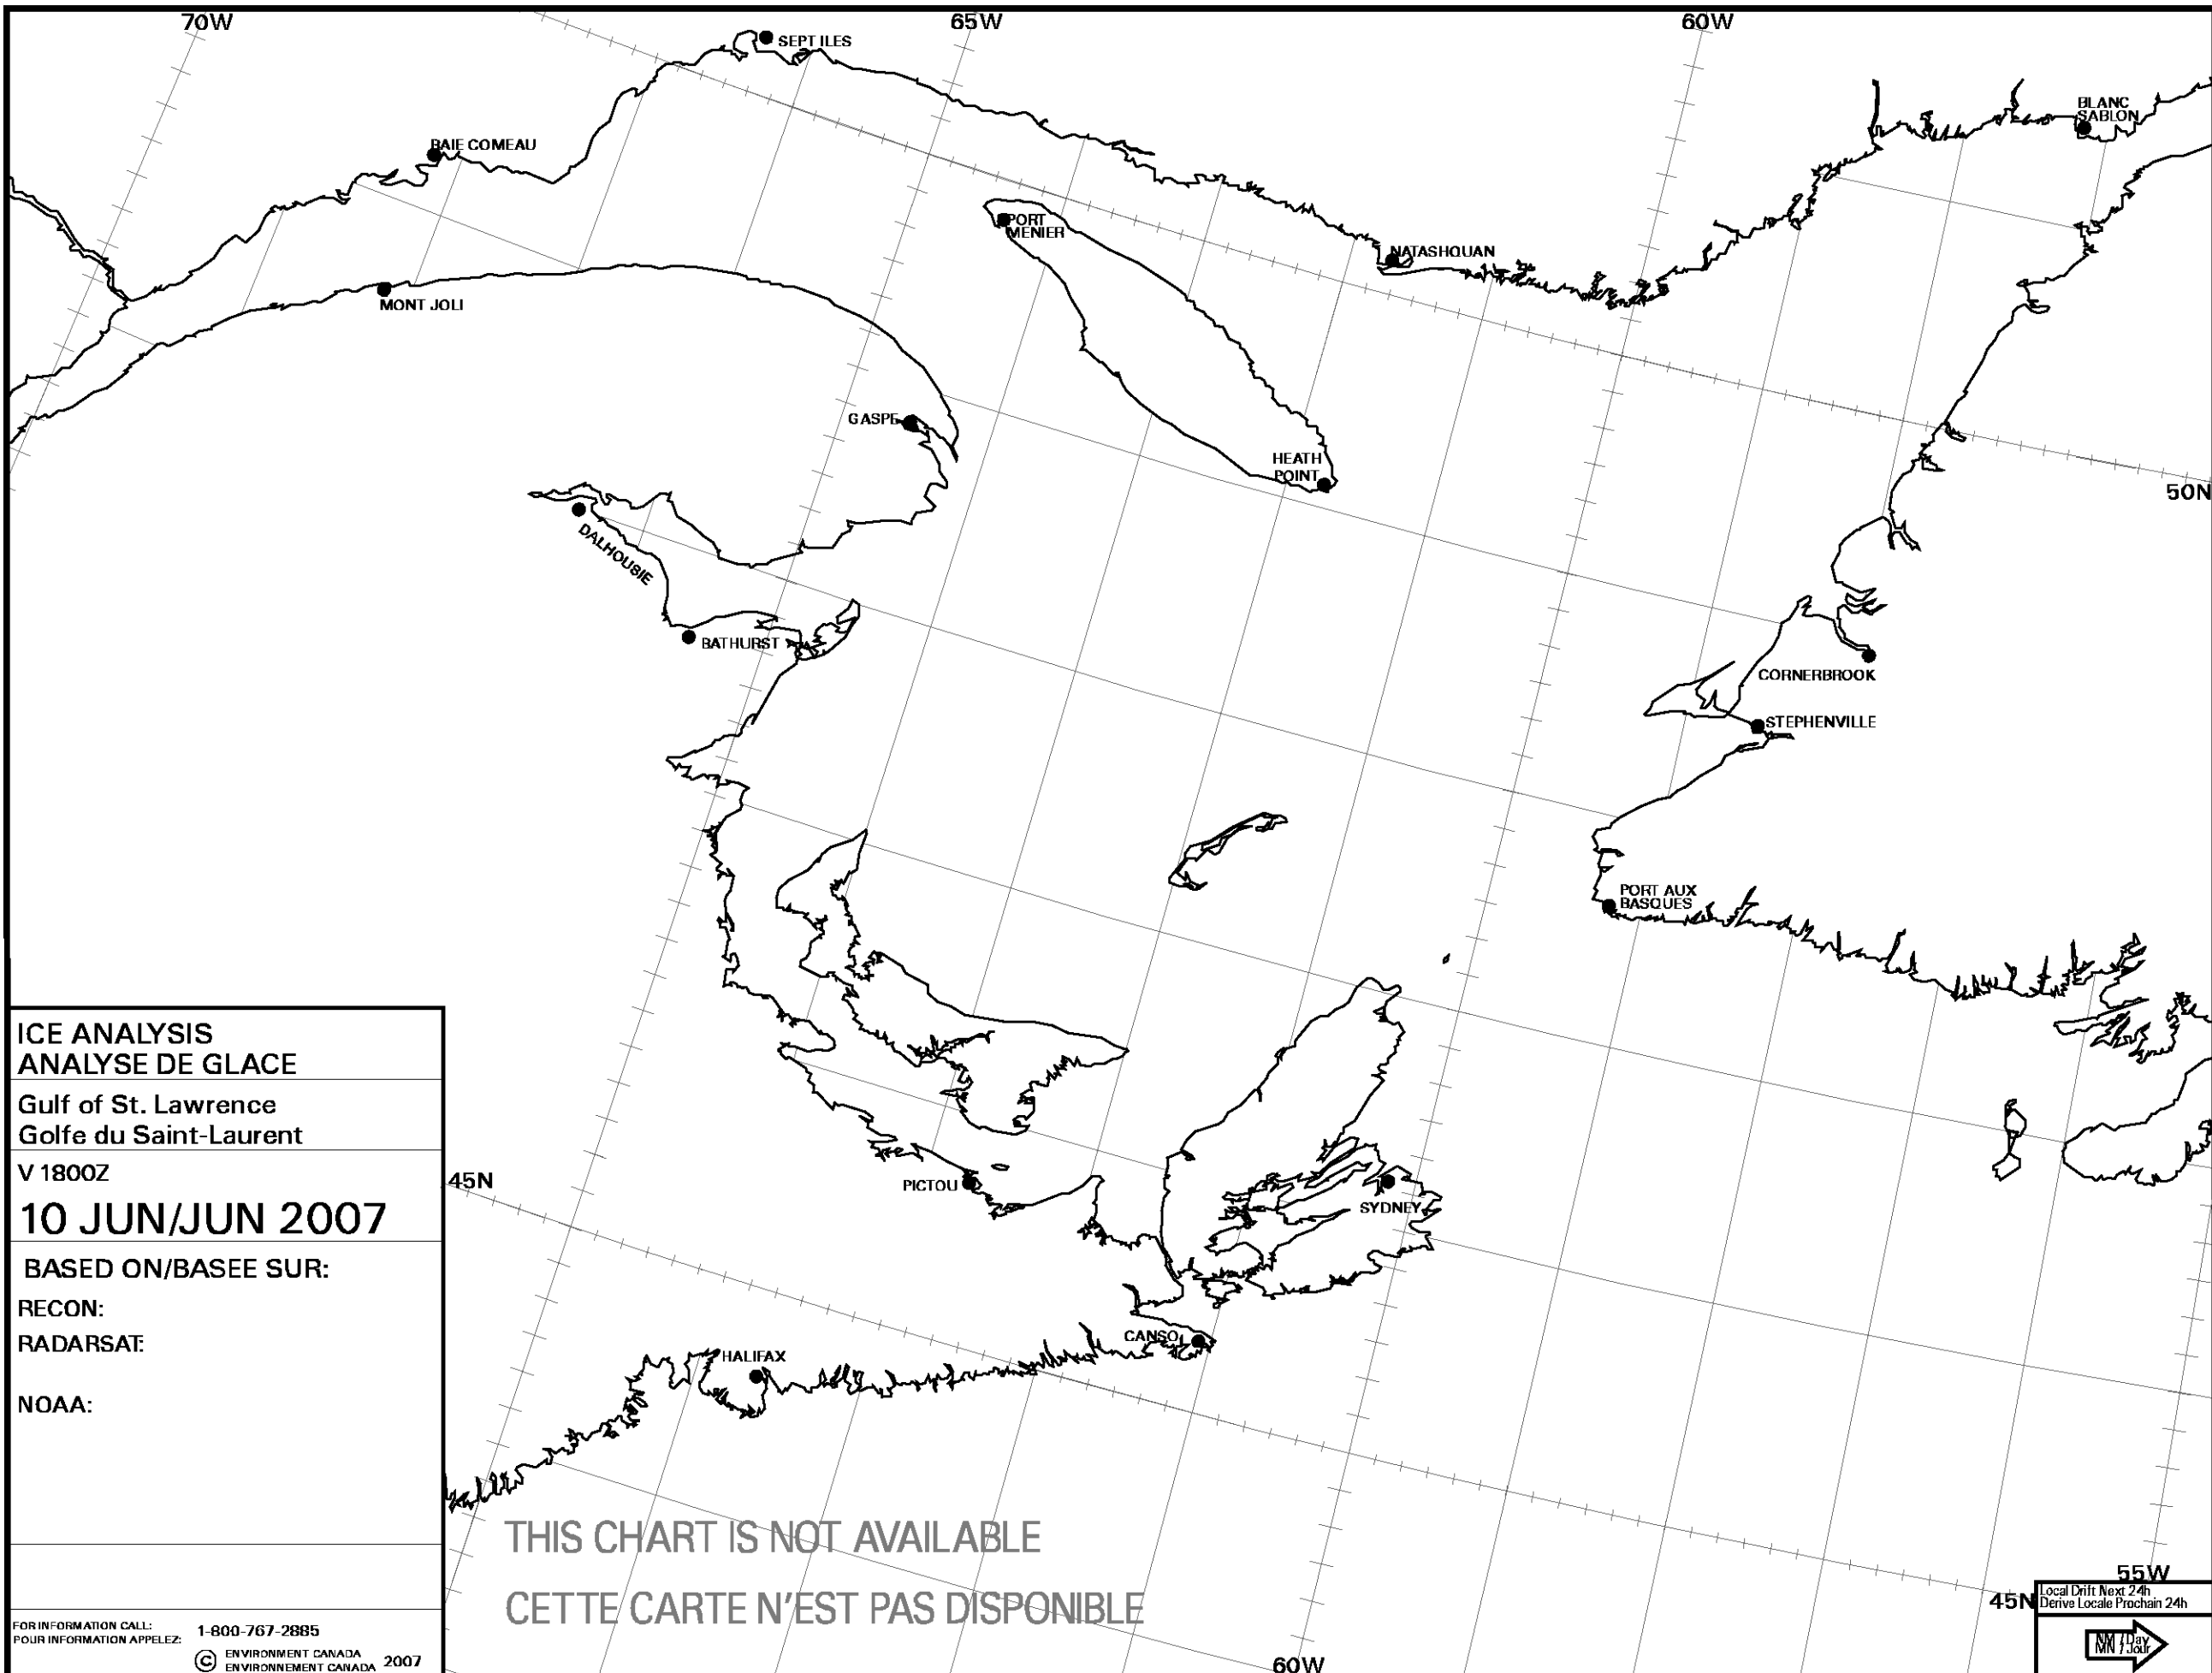 70W
65W
60W
SEPT ILES
BLANC
SABLON
BAIE COMEAU
PORT
MENIER
NATASHQUAN
MONT JOLI
GASPE
HEATH
POINT
50N
DALHOUSIE
BATHURST
CORNERBROOK
STEPHENVILLE
PORT AUX
BASQUES
ICE ANALYSIS
ANALYSE DE GLACE
Gulf of St. Lawrence
Golfe du Saint-Laurent
V 1800Z
10 JUN/JUN 2007
BASED ON/BASEE SUR:
RECON:
RADARSAT:
NOAA:
45N
PICTOU
SYDNEY
CANSO
HALIFAX
THIS CHART IS NOT AVAILABLE
CETTE CARTE N'EST PAS DISPONIBLE
FOR INFORMATION CALL:
POUR INFORMATION APPELEZ:
1-800-767-2885
© ENVIRONMENT CANADA
ENVIRONNEMENT CANADA 2007
60W
55W
45N
Local Drift Next 24h
Derive Locale Prochain 24h
NM / Day
MN / Jour